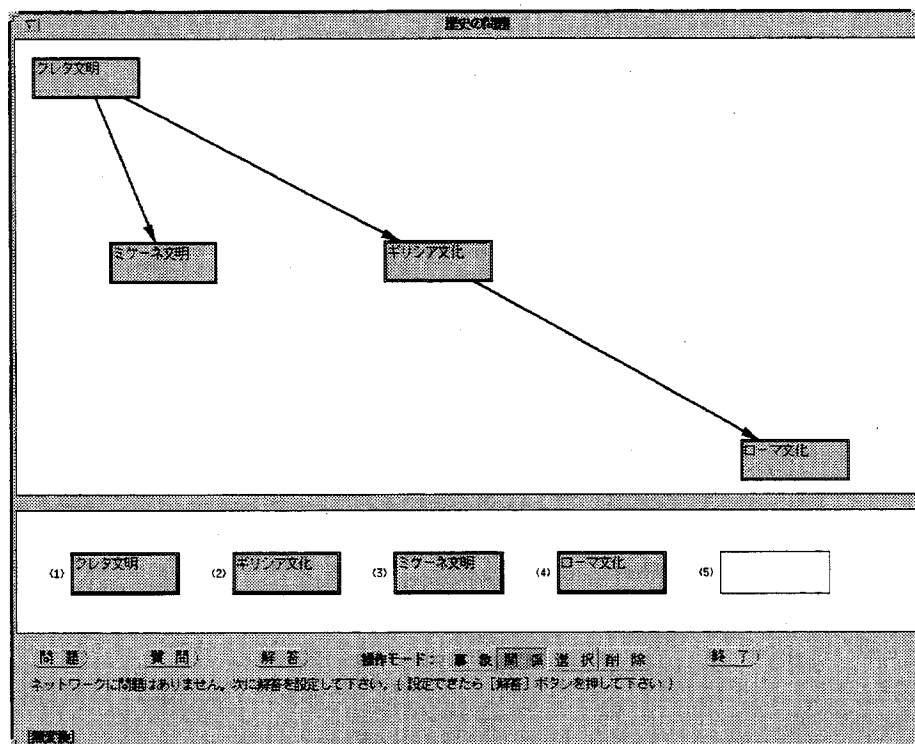 歴史の問題
クレタ文明
ミケーネ文明
ギリシア文化
ローマ文化
(1) クレタ文明 (2) ギリシア文化 (3) ミケーネ文明 (4) ローマ文化 (5)
問題 質問 解答 操作モード: 事象 関係 選択 削除 終了
ネットワークに問題はありません。次に解答を設定して下さい。(設定できたら[解答]ボタンを押して下さい)
[無変換]